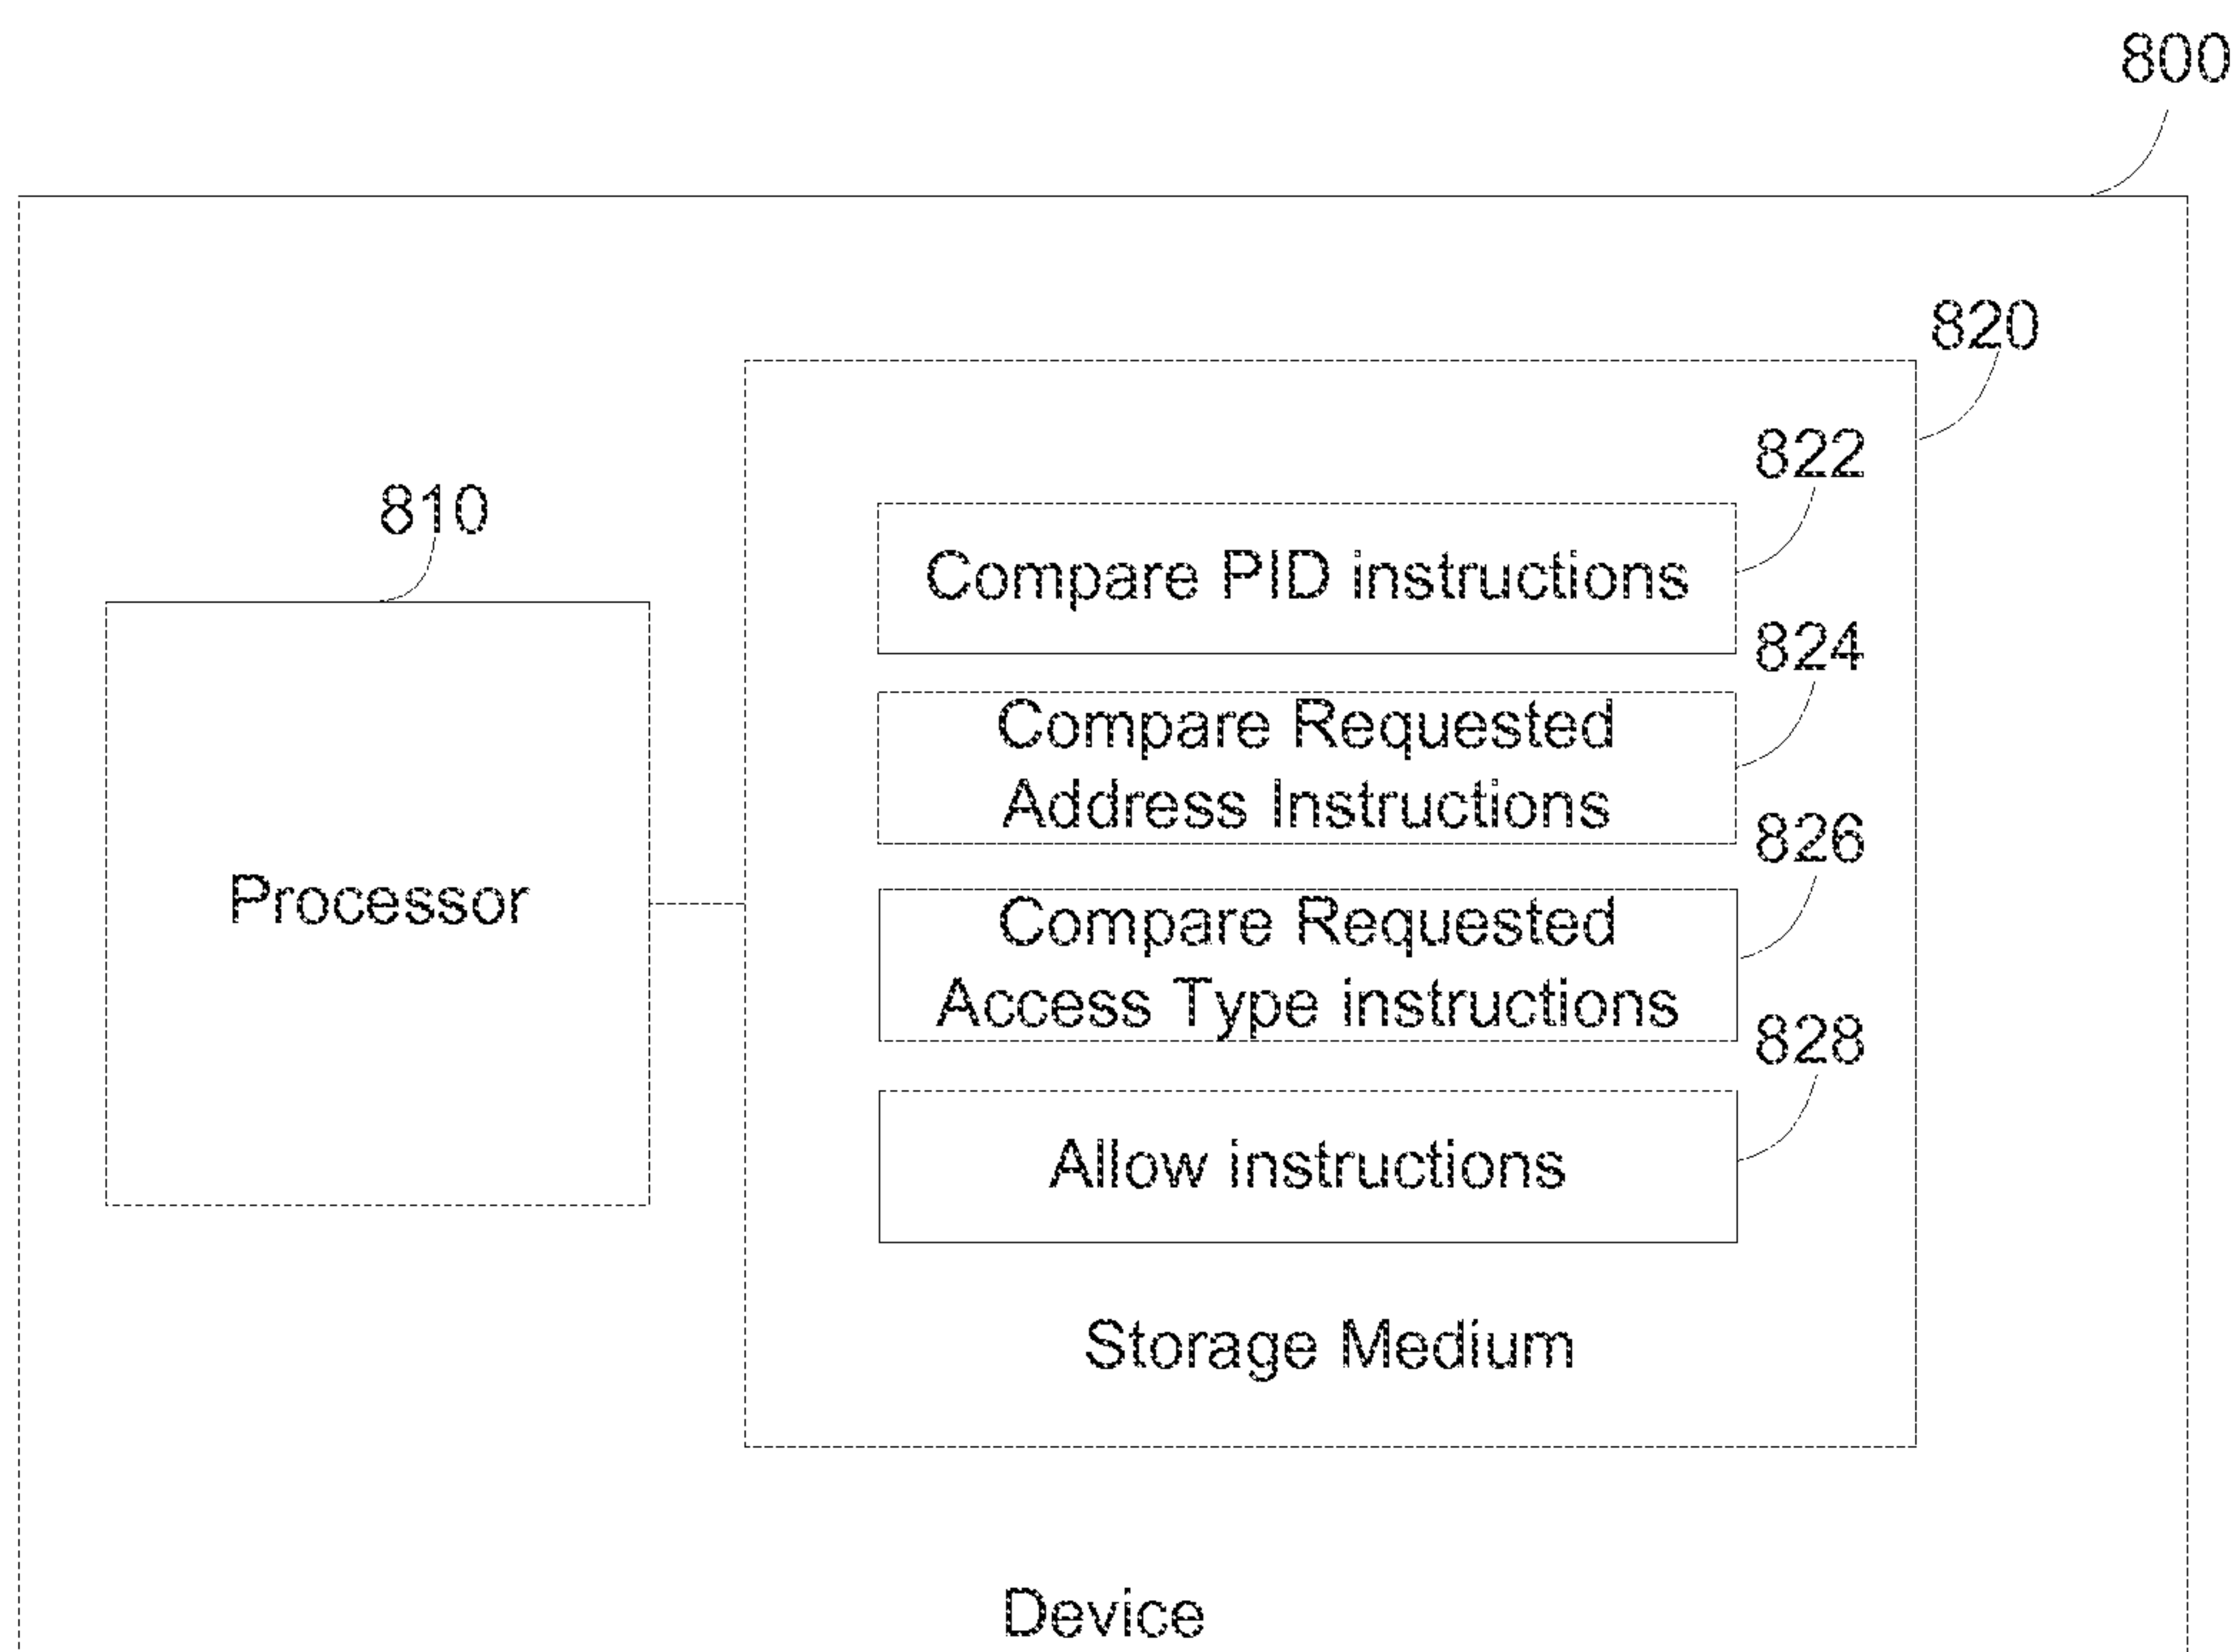 800
820
822
810
Compare PID instructions
824
Compare Requested
Address Instructions
826
Processor
Compare Requested
Access Type instructions
828
Allow instructions
Storage Medium
Device